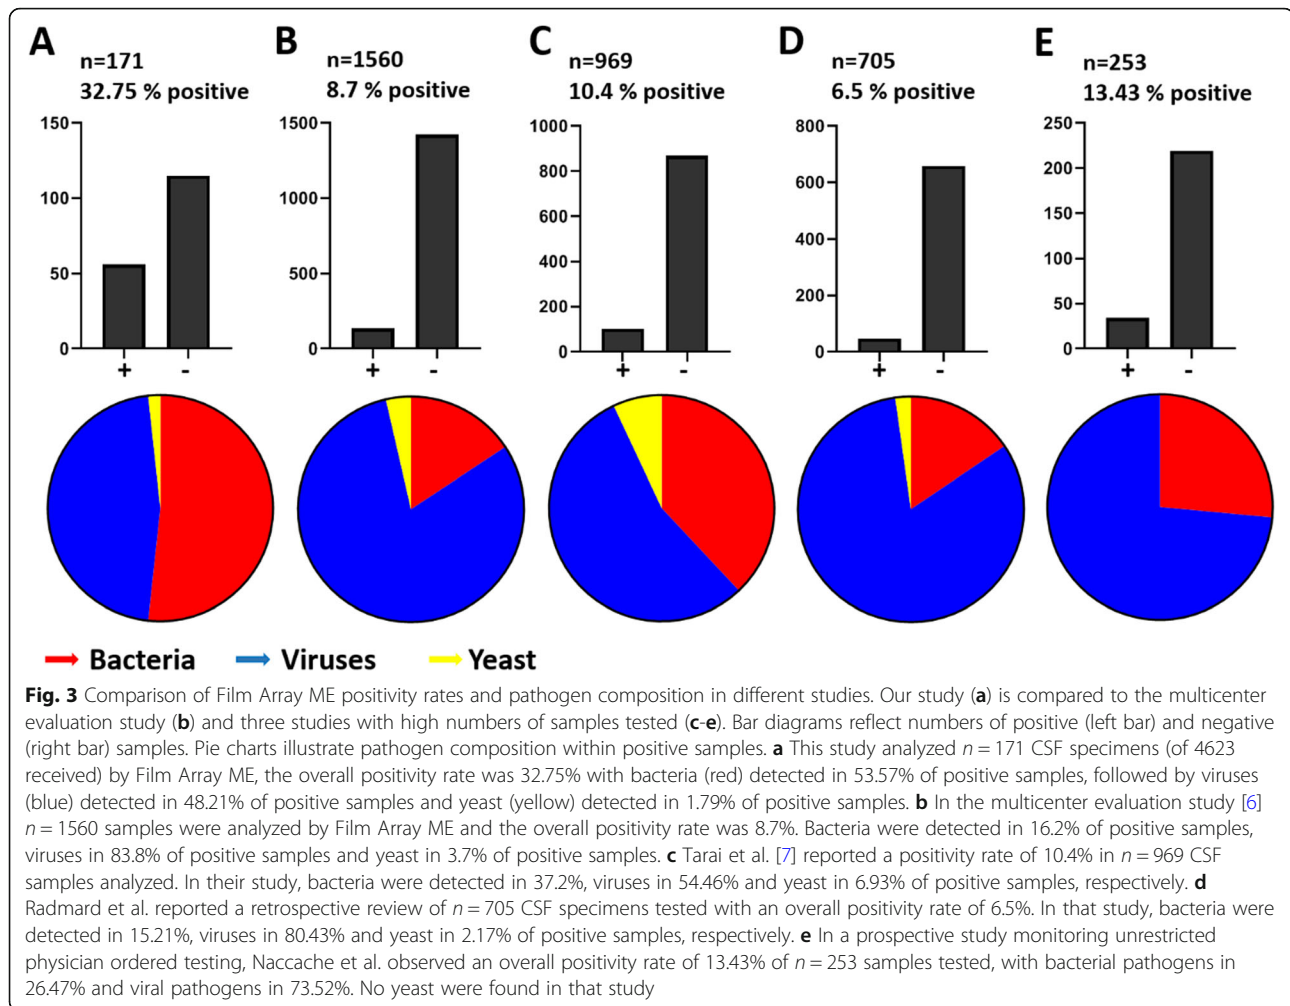 A
n=171
32.75 % positive
150
100
50
0
+ -
B
n=1560
8.7 % positive
1500
1000
500
0
+ -
C
n=969
10.4 % positive
1000
800
600
400
200
0
+ -
D
n=705
6.5 % positive
800
600
400
200
0
+ -
E
n=253
13.43 % positive
250
200
150
100
50
0
+ -
Bacteria Viruses Yeast
Fig. 3 Comparison of Film Array ME positivity rates and pathogen composition in different studies. Our study (a) is compared to the multicenter
evaluation study (b) and three studies with high numbers of samples tested (c-e). Bar diagrams reflect numbers of positive (left bar) and negative
(right bar) samples. Pie charts illustrate pathogen composition within positive samples. a This study analyzed n = 171 CSF specimens (of 4623
received) by Film Array ME, the overall positivity rate was 32.75% with bacteria (red) detected in 53.57% of positive samples, followed by viruses
(blue) detected in 48.21% of positive samples and yeast (yellow) detected in 1.79% of positive samples. b In the multicenter evaluation study [6]
n = 1560 samples were analyzed by Film Array ME and the overall positivity rate was 8.7%. Bacteria were detected in 16.2% of positive samples,
viruses in 83.8% of positive samples and yeast in 3.7% of positive samples. c Tarai et al. [7] reported a positivity rate of 10.4% in n = 969 CSF
samples analyzed. In their study, bacteria were detected in 37.2%, viruses in 54.46% and yeast in 6.93% of positive samples, respectively. d
Radmard et al. reported a retrospective review of n = 705 CSF specimens tested with an overall positivity rate of 6.5%. In that study, bacteria were
detected in 15.21%, viruses in 80.43% and yeast in 2.17% of positive samples, respectively. e In a prospective study monitoring unrestricted
physician ordered testing, Naccache et al. observed an overall positivity rate of 13.43% of n = 253 samples tested, with bacterial pathogens in
26.47% and viral pathogens in 73.52%. No yeast were found in that study